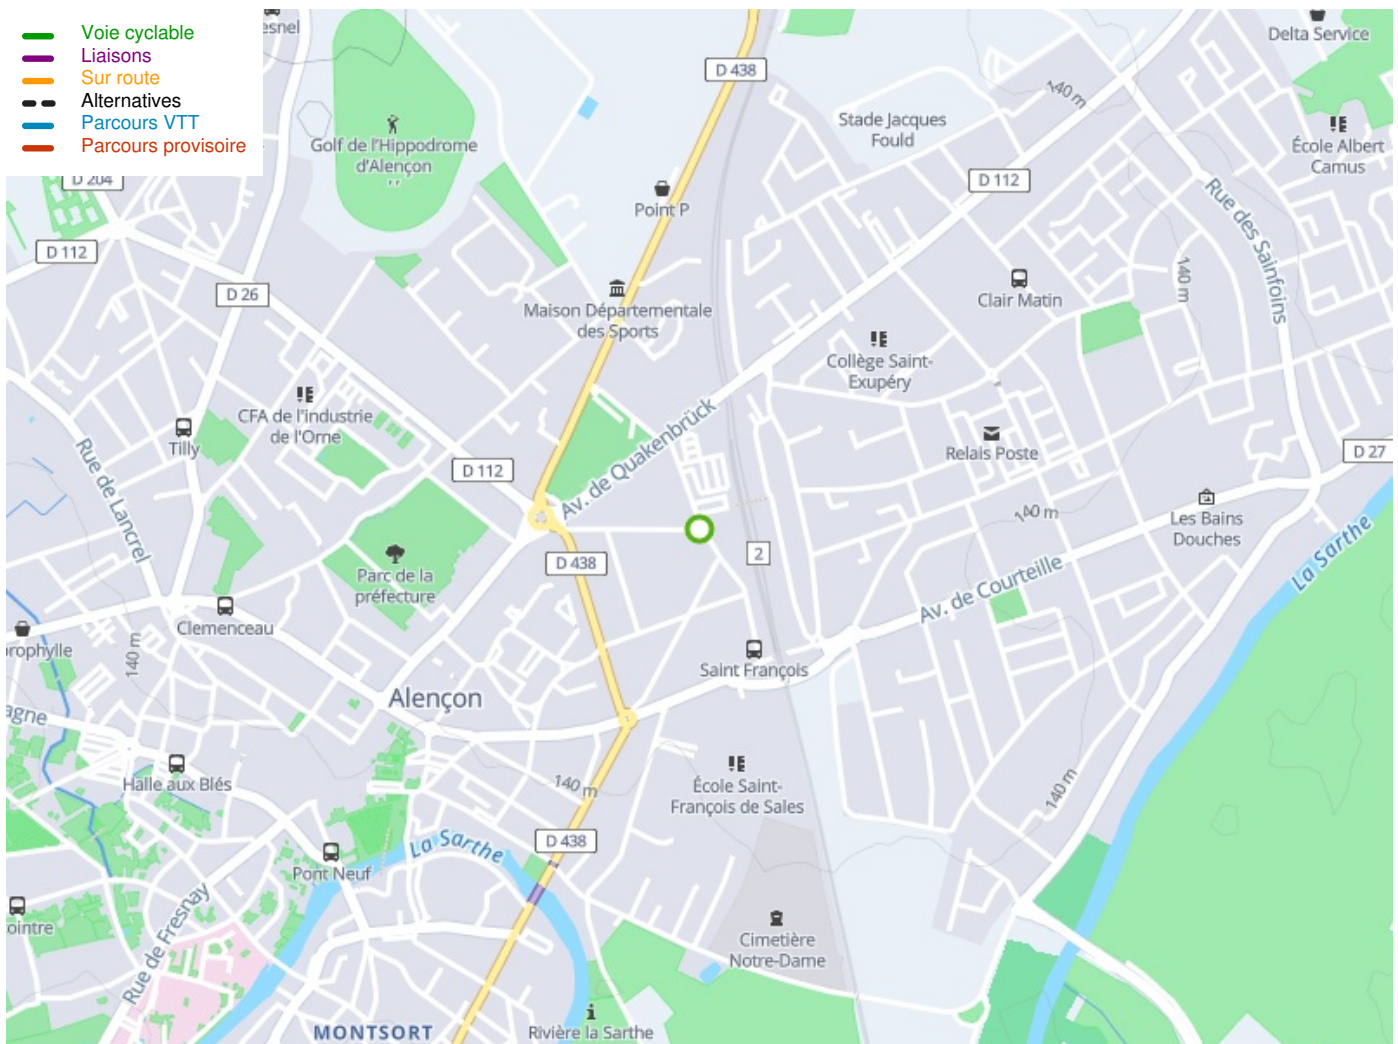 Voie cyclable
Liaisons
Sur route
Alternatives
Parcours VTT
Parcours provisoire
esnel
Delta Service
D 438
140 m
Stade Jacques
Fould
Golf de l'Hippodrome
d'Alençon
École Albert
Camus
D 204
D 112
Point P
Rue des Sainfoins
D 112
D 26
140 m
Clair Matin
Maison Départementale
des Sports
Collège Saint-
Exupéry
CFA de l'industrie
de l'Orne
Tilly
Rue de Lancrel
Av. de Quakenbrück
Relais Poste
D 27
D 112
140 m
Les Bains
Douches
La Sarthe
2
D 438
Parc de la
préfecture
Av. de Courteille
Clemenceau
rophylle
140 m
Saint François
Alençon
agne
Halle aux Blés
140 m
École Saint-
François de Sales
140 m
D 438
La Sarthe
Pont Neuf
Rue de Fresnay
ointre
Cimetière
Notre-Dame
MONTSORT
Rivière la Sarthe